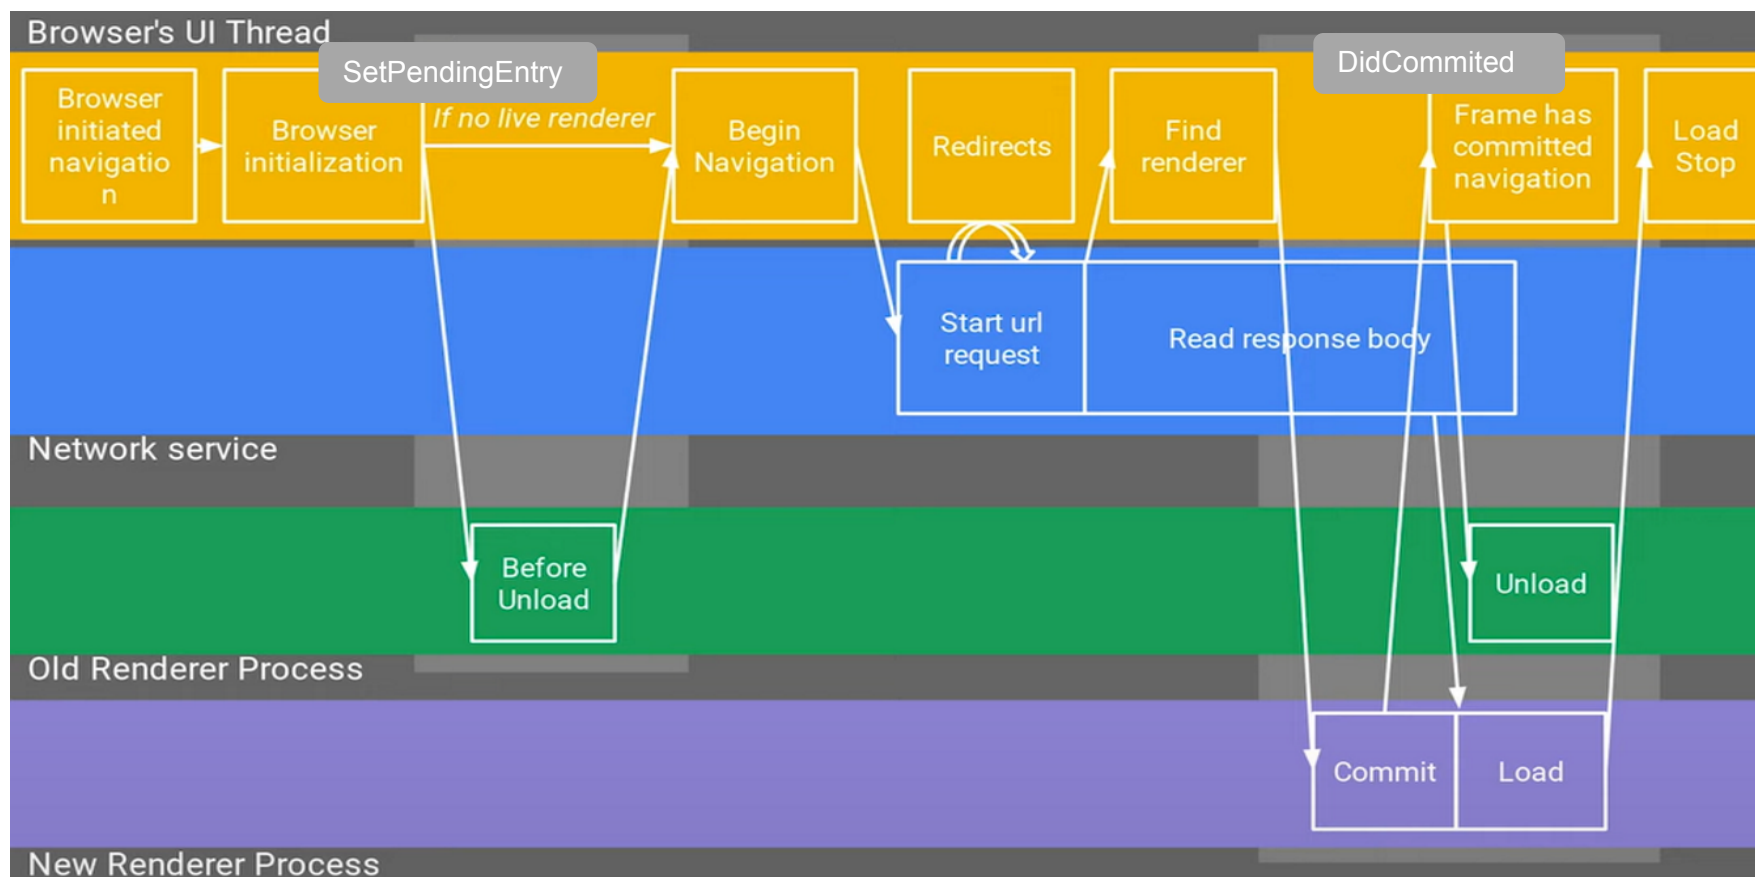 Browser's UI Thread
SetPendingEntry
DidCommited
Browser
initiated
navigatio
n
Browser
initialization
If no live renderer
Begin
Navigation
Redirects
Find
renderer
Frame has
committed
navigation
Load
Stop
Start url
request
Read response body
Network service
Before
Unload
Unload
Old Renderer Process
Commit
Load
New Renderer Process